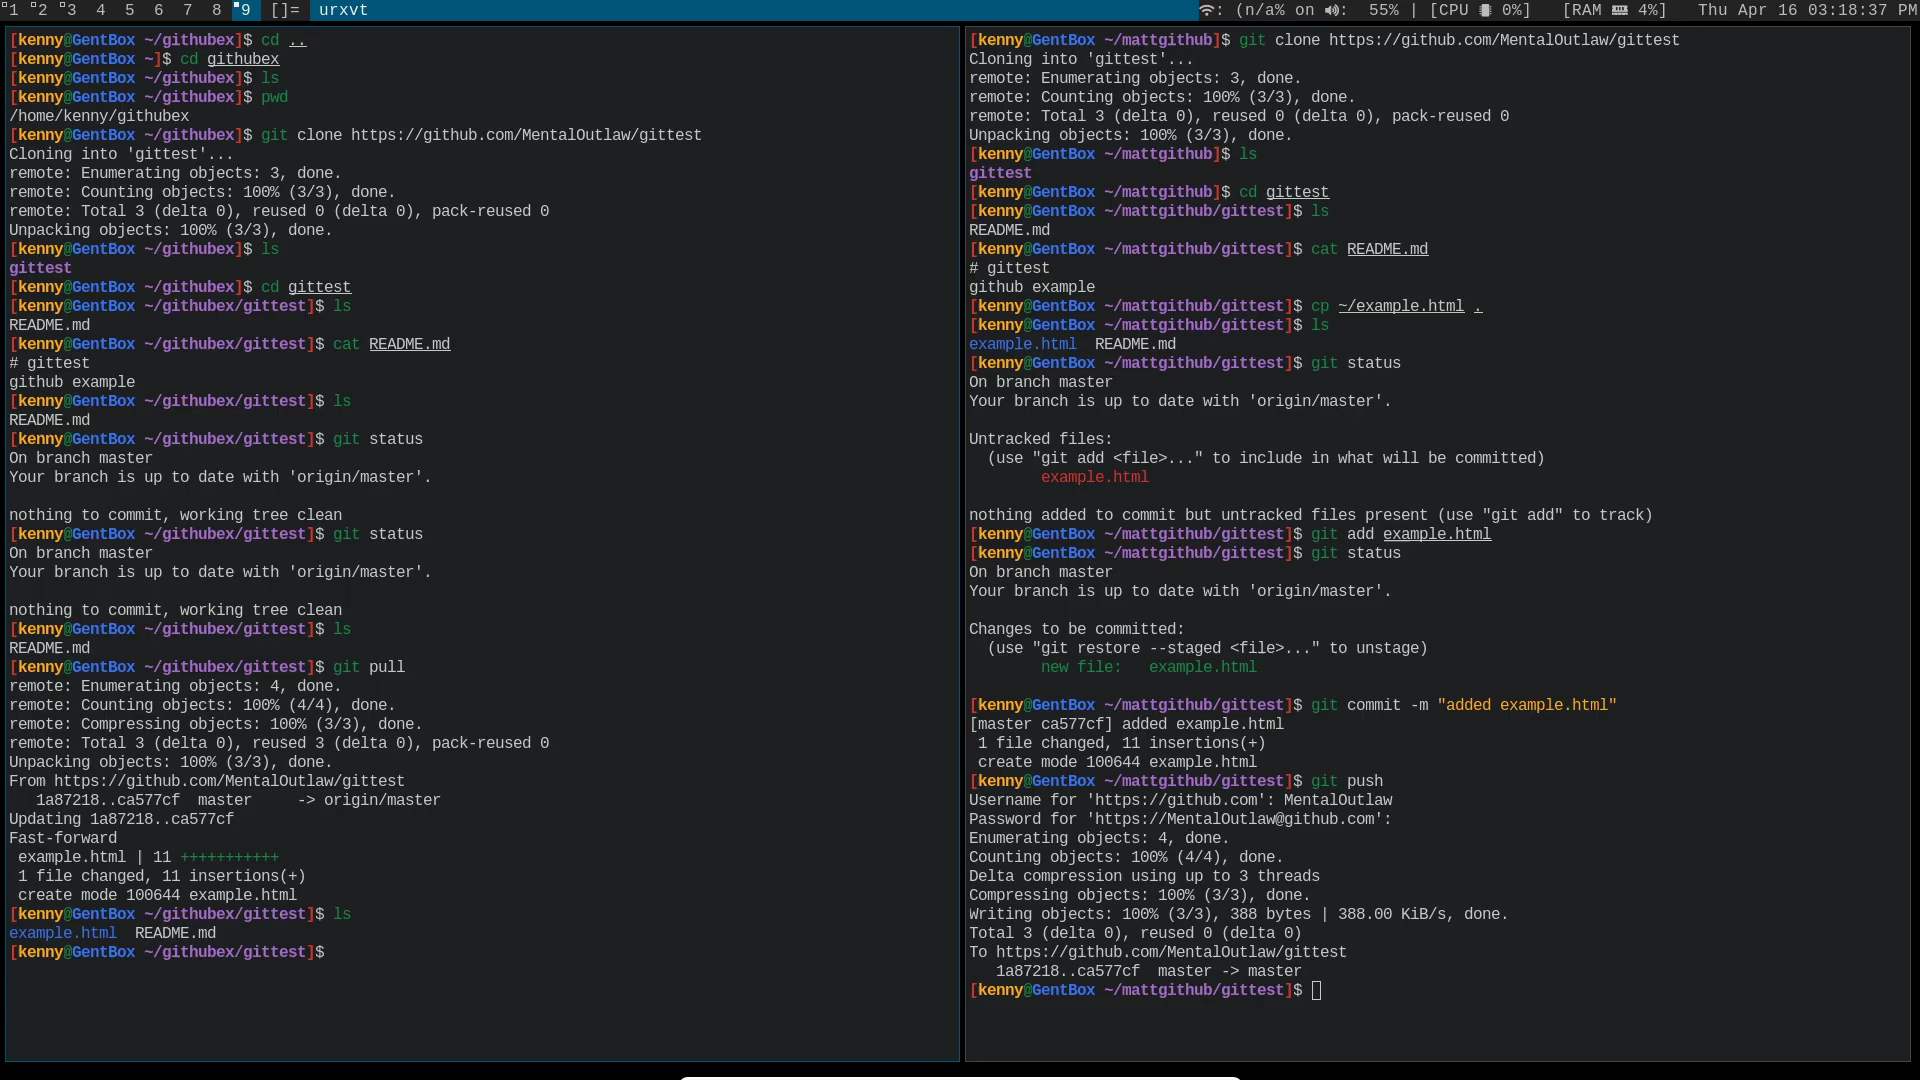 1 2 3 4 5 6 7 8 9 []= urxvt : (n/a% on : 55% | [CPU 0%] [RAM 4%] Thu Apr 16 03:18:37 PM
[kenny@GentBox ~/githubex]$ cd ..
[kenny@GentBox ~]$ cd githubex
[kenny@GentBox ~/githubex]$ ls
[kenny@GentBox ~/githubex]$ pwd
/home/kenny/githubex
[kenny@GentBox ~/githubex]$ git clone https://github.com/MentalOutlaw/gittest
Cloning into 'gittest'...
remote: Enumerating objects: 3, done.
remote: Counting objects: 100% (3/3), done.
remote: Total 3 (delta 0), reused 0 (delta 0), pack-reused 0
Unpacking objects: 100% (3/3), done.
[kenny@GentBox ~/githubex]$ ls
gittest
[kenny@GentBox ~/githubex]$ cd gittest
[kenny@GentBox ~/githubex/gittest]$ ls
README.md
[kenny@GentBox ~/githubex/gittest]$ cat README.md
# gittest
github example
[kenny@GentBox ~/githubex/gittest]$ ls
README.md
[kenny@GentBox ~/githubex/gittest]$ git status
On branch master
Your branch is up to date with 'origin/master'.

nothing to commit, working tree clean
[kenny@GentBox ~/githubex/gittest]$ git status
On branch master
Your branch is up to date with 'origin/master'.

nothing to commit, working tree clean
[kenny@GentBox ~/githubex/gittest]$ ls
README.md
[kenny@GentBox ~/githubex/gittest]$ git pull
remote: Enumerating objects: 4, done.
remote: Counting objects: 100% (4/4), done.
remote: Compressing objects: 100% (3/3), done.
remote: Total 3 (delta 0), reused 3 (delta 0), pack-reused 0
Unpacking objects: 100% (3/3), done.
From https://github.com/MentalOutlaw/gittest
   1a87218..ca577cf  master     -> origin/master
Updating 1a87218..ca577cf
Fast-forward
 example.html | 11 +++++++++++
 1 file changed, 11 insertions(+)
 create mode 100644 example.html
[kenny@GentBox ~/githubex/gittest]$ ls
example.html  README.md
[kenny@GentBox ~/githubex/gittest]$
[kenny@GentBox ~/mattgithub]$ git clone https://github.com/MentalOutlaw/gittest
Cloning into 'gittest'...
remote: Enumerating objects: 3, done.
remote: Counting objects: 100% (3/3), done.
remote: Total 3 (delta 0), reused 0 (delta 0), pack-reused 0
Unpacking objects: 100% (3/3), done.
[kenny@GentBox ~/mattgithub]$ ls
gittest
[kenny@GentBox ~/mattgithub]$ cd gittest
[kenny@GentBox ~/mattgithub/gittest]$ ls
README.md
[kenny@GentBox ~/mattgithub/gittest]$ cat README.md
# gittest
github example
[kenny@GentBox ~/mattgithub/gittest]$ cp ~/example.html .
[kenny@GentBox ~/mattgithub/gittest]$ ls
example.html  README.md
[kenny@GentBox ~/mattgithub/gittest]$ git status
On branch master
Your branch is up to date with 'origin/master'.

Untracked files:
  (use "git add <file>..." to include in what will be committed)
        example.html

nothing added to commit but untracked files present (use "git add" to track)
[kenny@GentBox ~/mattgithub/gittest]$ git add example.html
[kenny@GentBox ~/mattgithub/gittest]$ git status
On branch master
Your branch is up to date with 'origin/master'.

Changes to be committed:
  (use "git restore --staged <file>..." to unstage)
        new file:   example.html

[kenny@GentBox ~/mattgithub/gittest]$ git commit -m "added example.html"
[master ca577cf] added example.html
 1 file changed, 11 insertions(+)
 create mode 100644 example.html
[kenny@GentBox ~/mattgithub/gittest]$ git push
Username for 'https://github.com': MentalOutlaw
Password for 'https://MentalOutlaw@github.com':
Enumerating objects: 4, done.
Counting objects: 100% (4/4), done.
Delta compression using up to 3 threads
Compressing objects: 100% (3/3), done.
Writing objects: 100% (3/3), 388 bytes | 388.00 KiB/s, done.
Total 3 (delta 0), reused 0 (delta 0)
To https://github.com/MentalOutlaw/gittest
   1a87218..ca577cf  master -> master
[kenny@GentBox ~/mattgithub/gittest]$